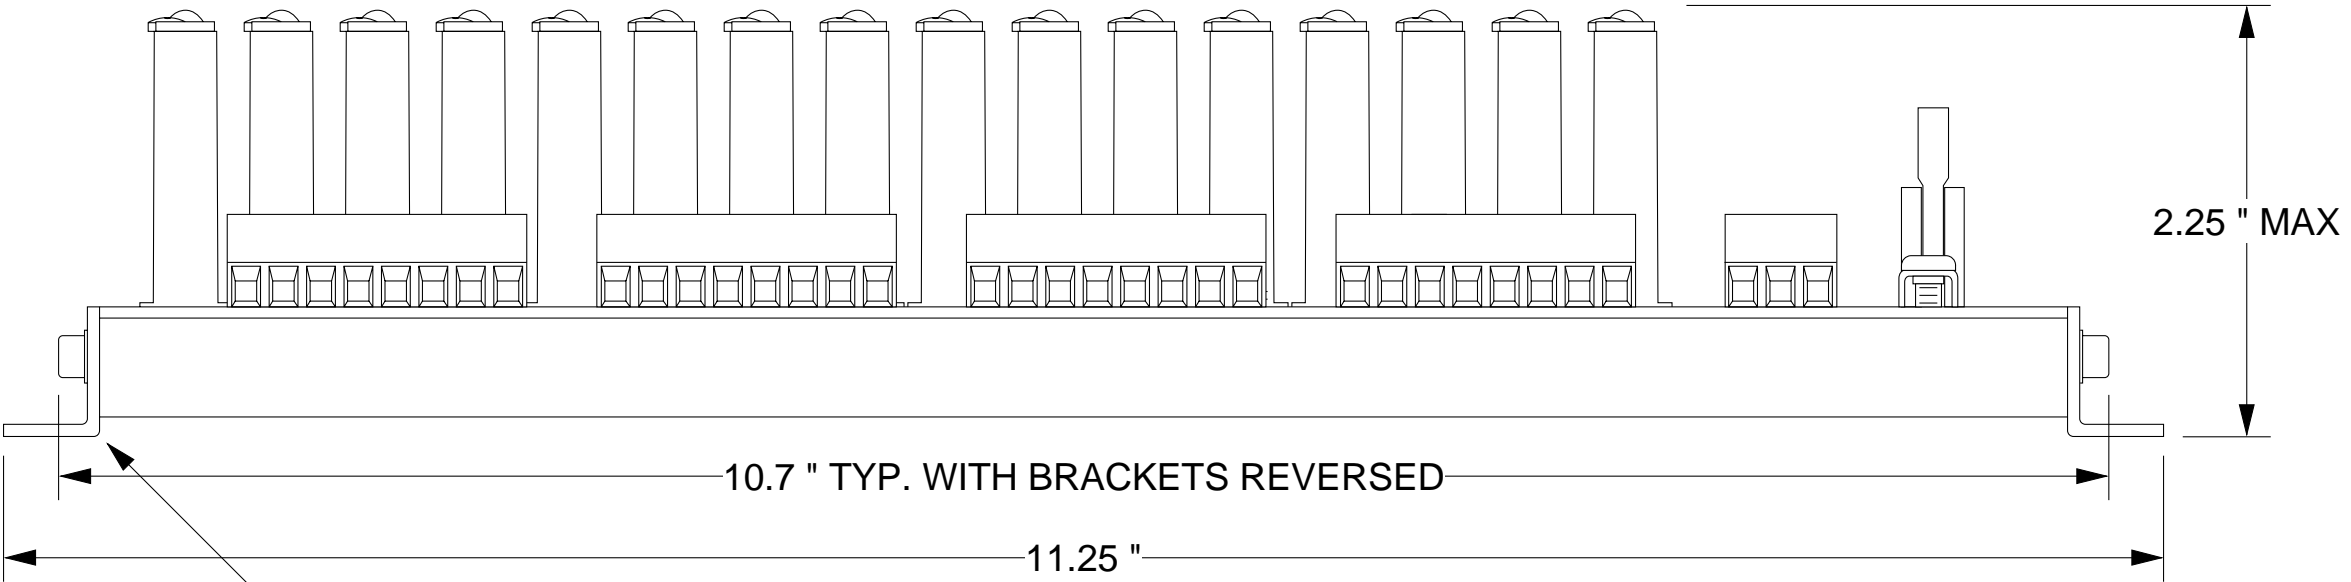 2.25 " MAX
10.7 " TYP. WITH BRACKETS REVERSED
11.25 "